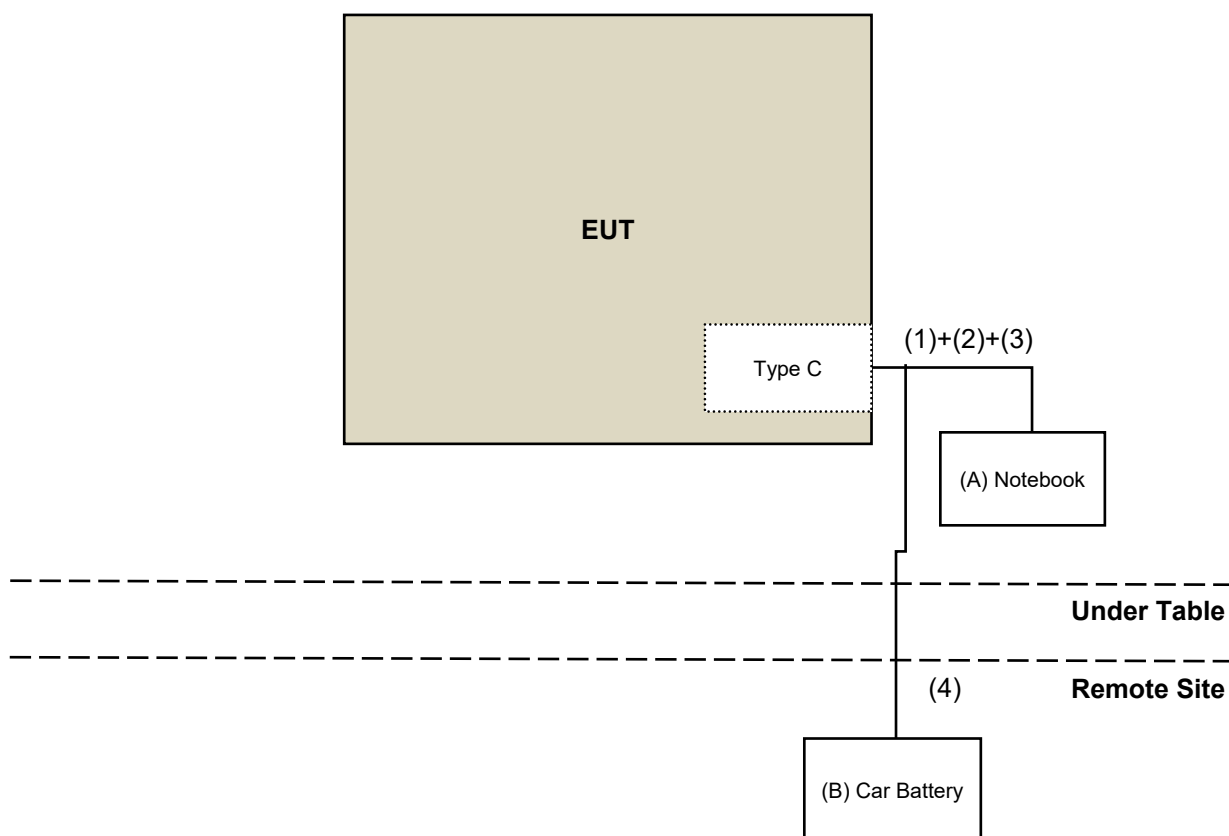 EUT
(1)+(2)+(3)
Type C
(A) Notebook
Under Table
(4)
Remote Site
(B) Car Battery